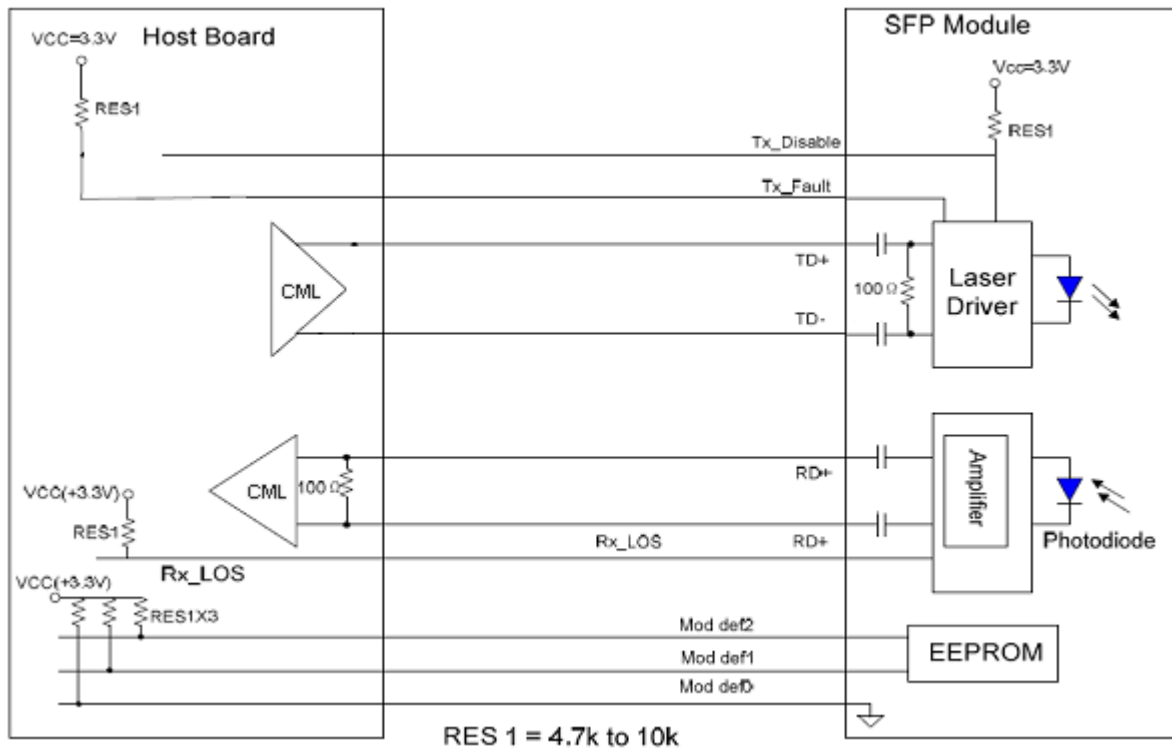 Host Board
SFP Module
VCC=3.3V
Vcc=3.3V
RES1
RES1
Tx_Disable
Tx_Fault
TD+
CML
100 Ω
Laser
Driver
TD-
RD+
CML
100 Ω
Amplifier
VCC(+3.3V)
RES1
Rx_LOS
RD+
Photodiode
Rx_LOS
VCC(+3.3V)
RES1X3
Mod def2
EEPROM
Mod def1
Mod def0
RES 1 = 4.7k to 10k